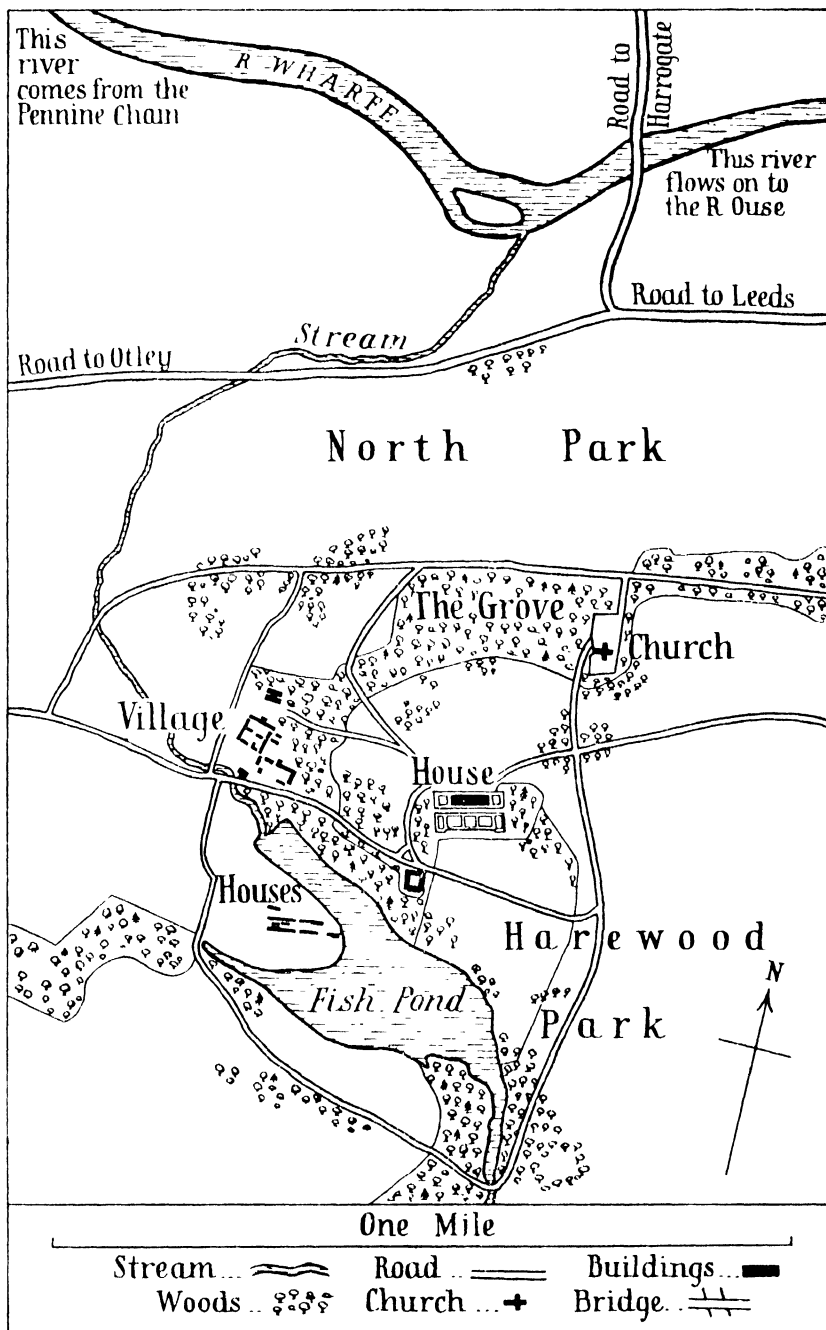 This
river
comes from the
Pennine Chain
R WHARFE
Road to
Harrogate
This river
flows on to
the R Ouse
Road to Leeds
Stream
Road to Otley
North Park
The Grove
Church
Village
House
Houses
Harewood
Fish Pond
Park
N
One Mile
Stream... Road.. Buildings...
Woods.. Church... Bridge..